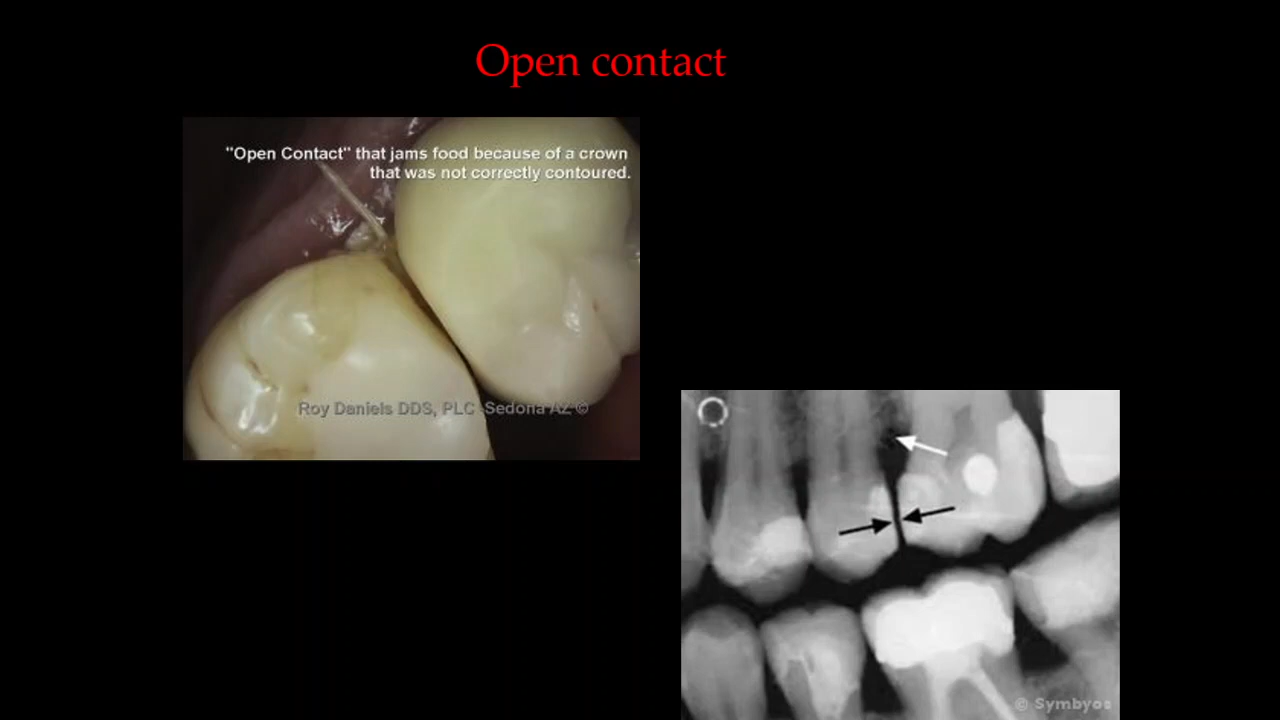 Open contact
"Open Contact" that jams food because of a crown
that was not correctly contoured.
Roy Daniels DDS, PLC Sedona AZ ©
© Symbyos